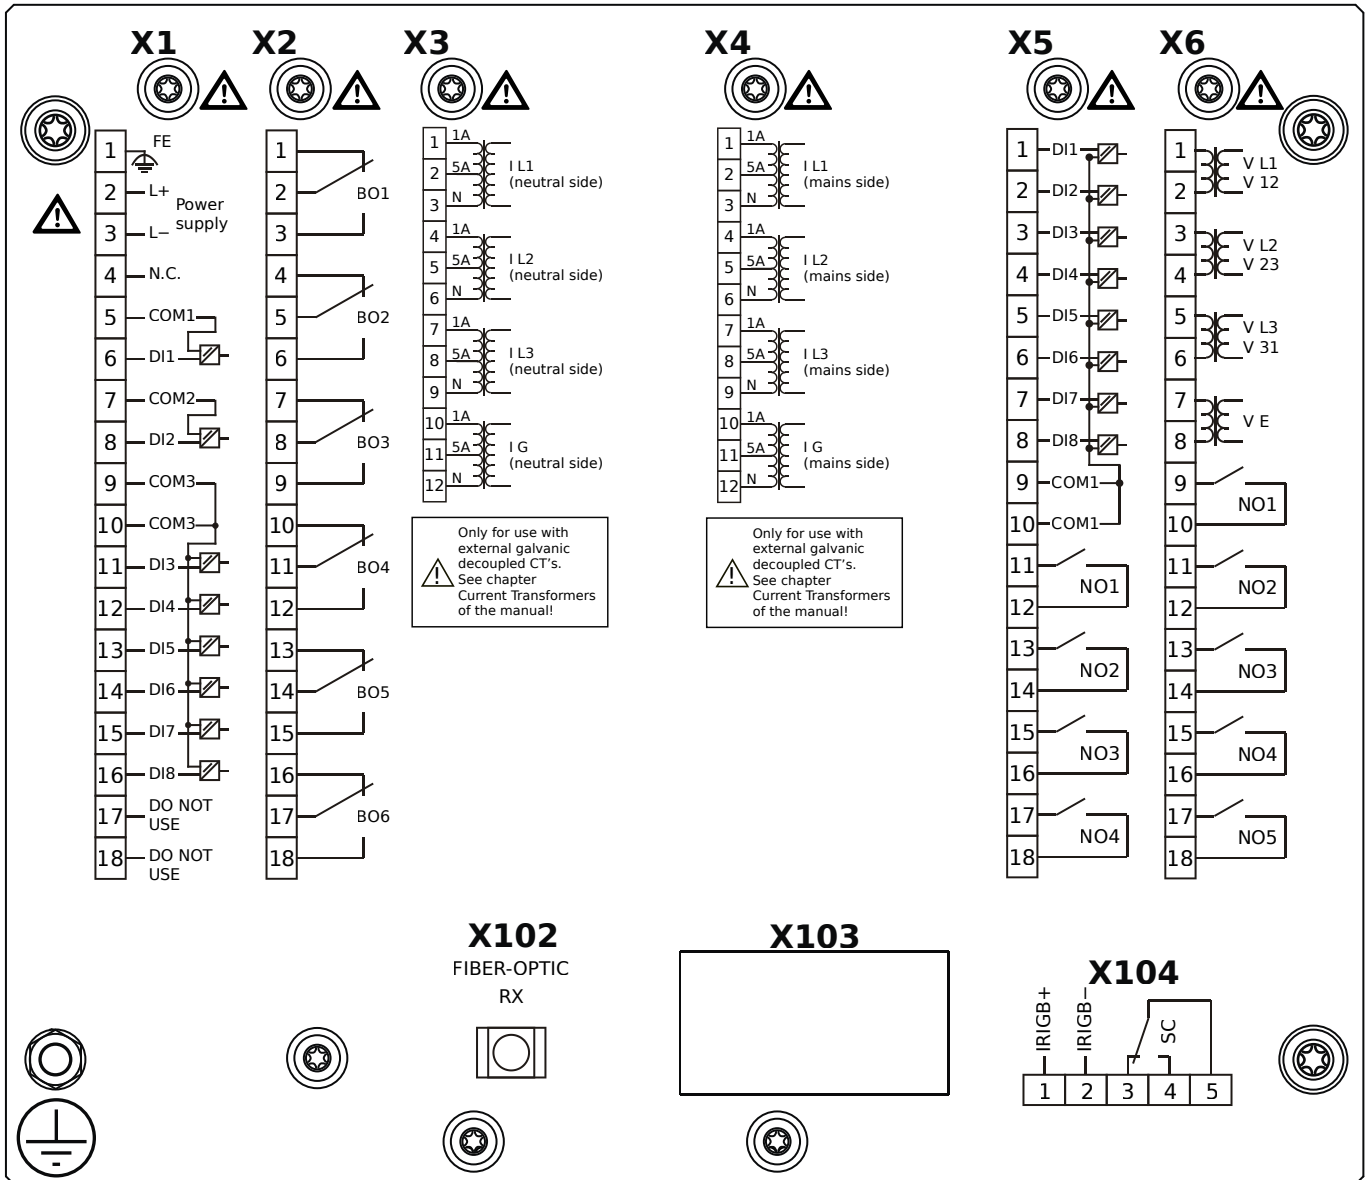 X1
X2
X3
X4
X5
X6
1
FE
2
L+
Power
supply
3
L−
4
N.C.
5
COM1
6
DI1
7
COM2
8
DI2
9
COM3
10
COM3
11
DI3
12
DI4
13
DI5
14
DI6
15
DI7
16
DI8
17
DO NOT
USE
18
DO NOT
USE
1
2
BO1
3
4
5
BO2
6
7
8
BO3
9
10
11
BO4
12
13
14
BO5
15
16
17
BO6
18
1
1A
2
5A
I L1
(neutral side)
3
N
4
1A
5
5A
I L2
(neutral side)
6
N
7
1A
8
5A
I L3
(neutral side)
9
N
10
1A
11
5A
I G
(neutral side)
12
N
Only for use with
external galvanic
decoupled CT’s.
See chapter
Current Transformers
of the manual!
1
1A
2
5A
I L1
(mains side)
3
N
4
1A
5
5A
I L2
(mains side)
6
N
7
1A
8
5A
I L3
(mains side)
9
N
10
1A
11
5A
I G
(mains side)
12
N
Only for use with
external galvanic
decoupled CT’s.
See chapter
Current Transformers
of the manual!
1
DI1
2
DI2
3
DI3
4
DI4
5
DI5
6
DI6
7
DI7
8
DI8
9
COM1
10
COM1
11
NO1
12
13
NO2
14
15
NO3
16
17
NO4
18
1
V L1
V 12
2
3
V L2
V 23
4
5
V L3
V 31
6
7
V E
8
9
NO1
10
11
NO2
12
13
NO3
14
15
NO4
16
17
NO5
18
X102
FIBER-OPTIC
RX
X103
X104
IRIGB+
IRIGB−
SC
1 2 3 4 5